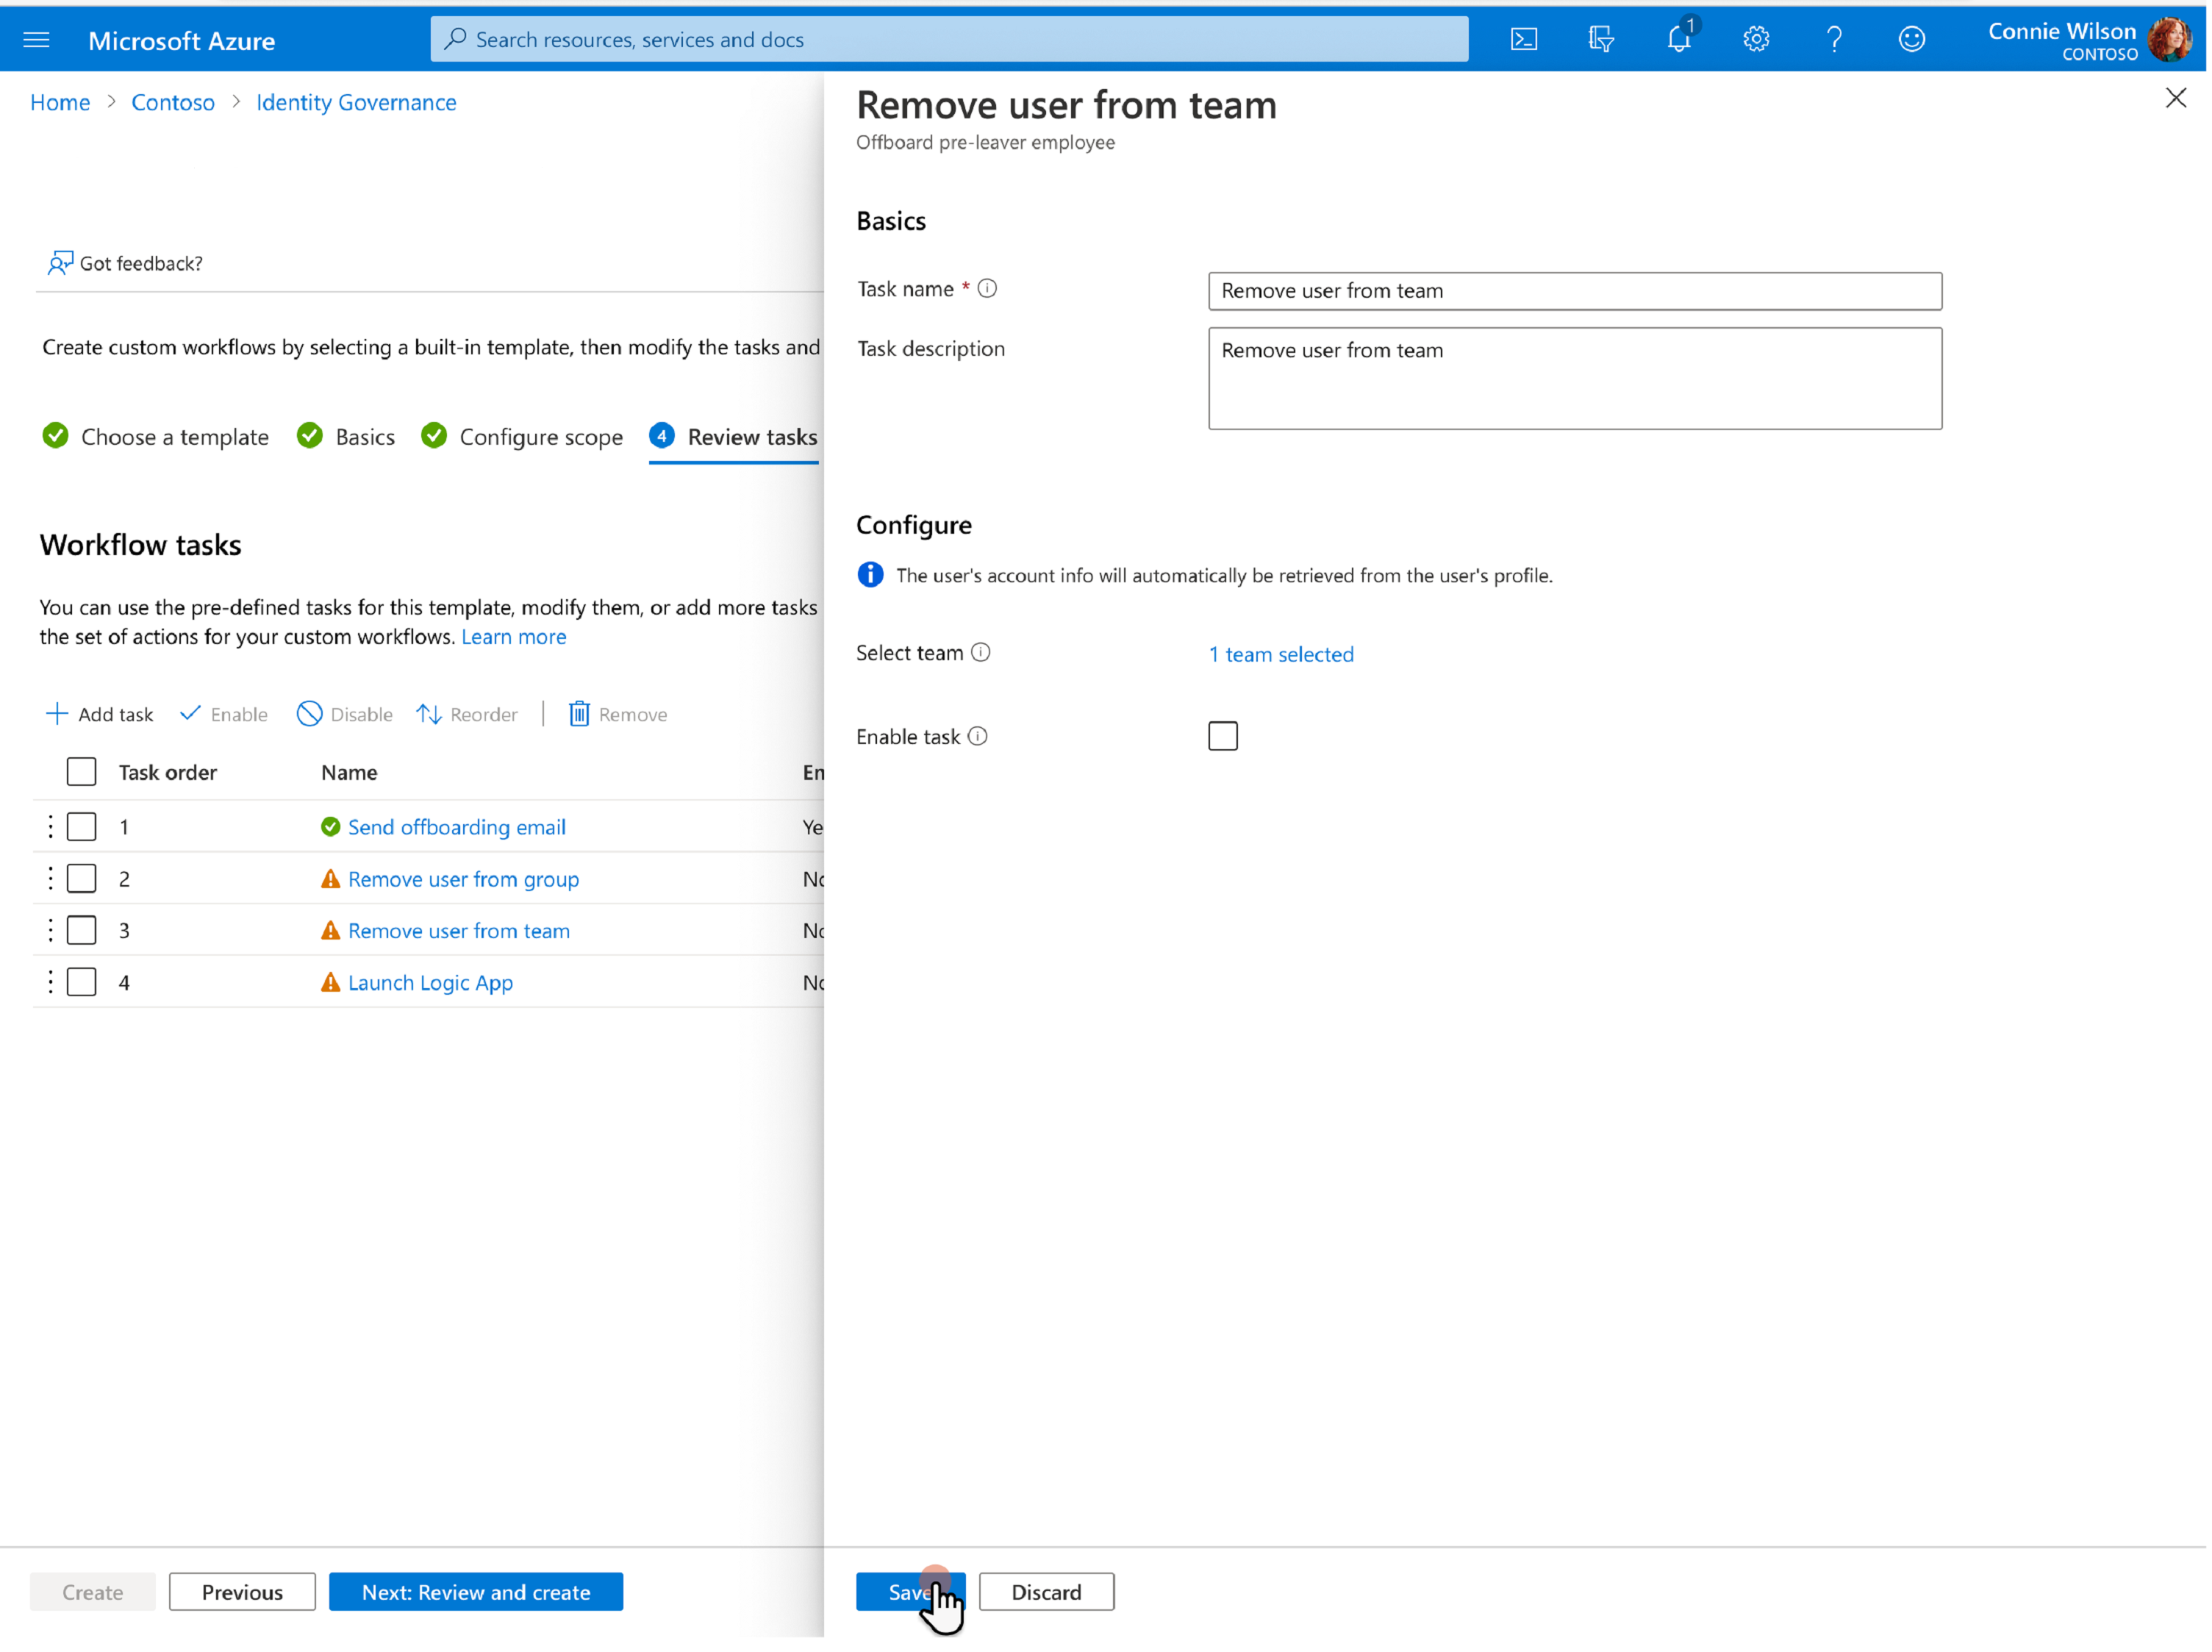 Microsoft Azure
Search resources, services and docs
1
Connie Wilson
CONTOSO
Home > Contoso > Identity Governance
Got feedback?
Create custom workflows by selecting a built-in template, then modify the tasks and
Choose a template
Basics
Configure scope
4 Review tasks
Workflow tasks
You can use the pre-defined tasks for this template, modify them, or add more tasks
the set of actions for your custom workflows. Learn more
Add task
Enable
Disable
Reorder
Remove
Task order Name En
1 Send offboarding email Ye
2 Remove user from group No
3 Remove user from team No
4 Launch Logic App No
Create
Previous
Next: Review and create
Remove user from team
Offboard pre-leaver employee
Basics
Task name * Remove user from team
Task description Remove user from team
Configure
The user's account info will automatically be retrieved from the user's profile.
Select team 1 team selected
Enable task
Save
Discard